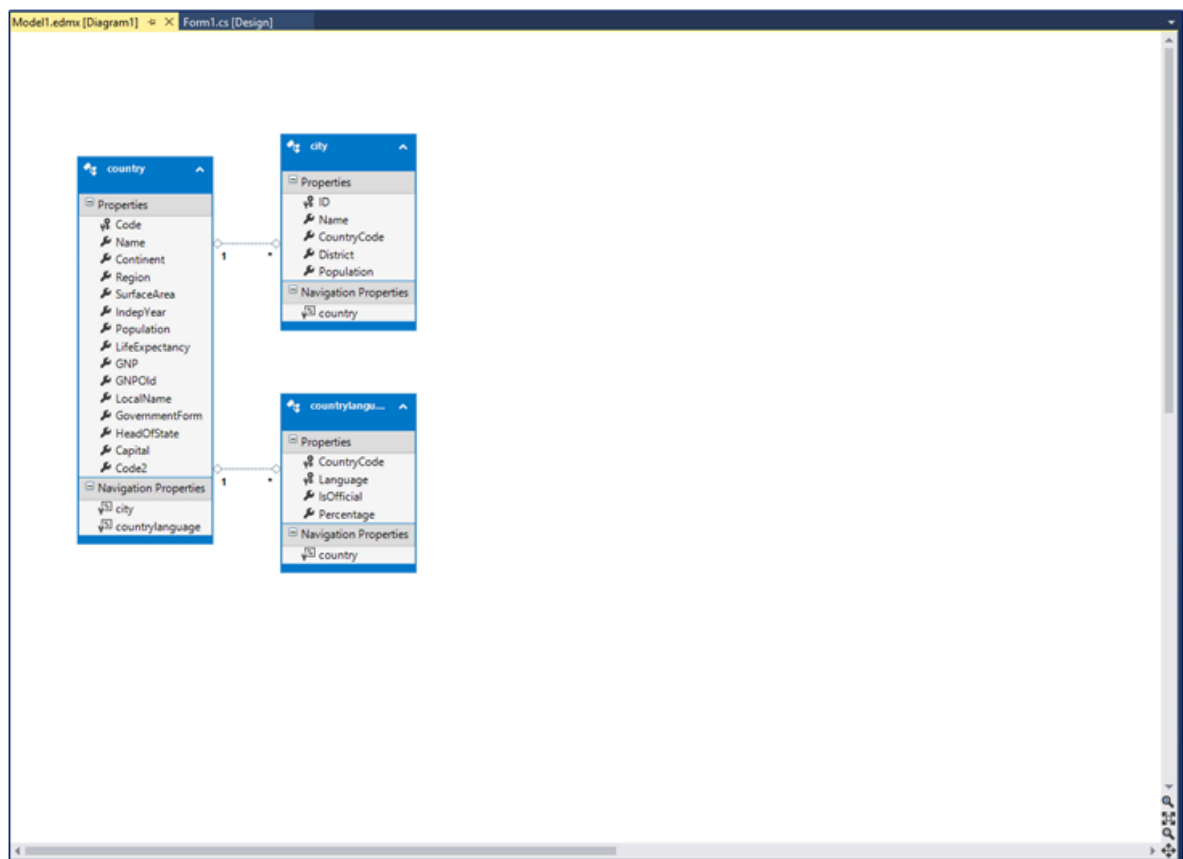 Model1.edmx [Diagram1]
Form1.cs [Design]
country
Properties
Code
Name
Continent
Region
SurfaceArea
IndepYear
Population
LifeExpectancy
GNP
GNPOld
LocalName
GovernmentForm
HeadOfState
Capital
Code2
Navigation Properties
city
countrylanguage
1
*
1
*
city
Properties
ID
Name
CountryCode
District
Population
Navigation Properties
country
countrylangu...
Properties
CountryCode
Language
IsOfficial
Percentage
Navigation Properties
country